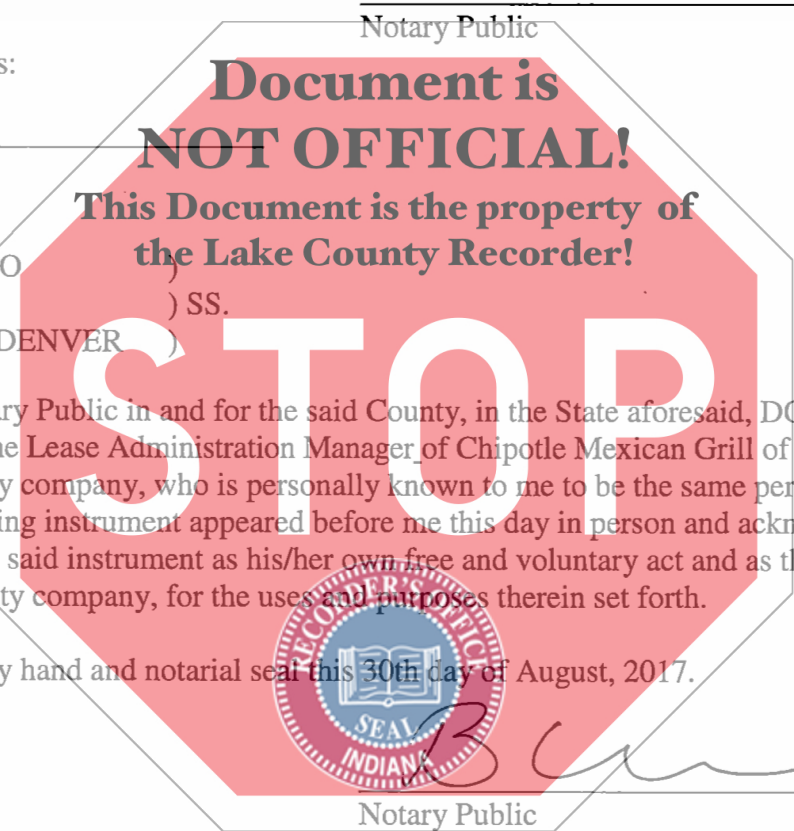 Notary Public
s:
Document is
NOT OFFICIAL!
This Document is the property of
the Lake County Recorder!
O )
) SS.
DENVER )
STOP
ry Public in and for the said County, in the State aforesaid, DO
ne Lease Administration Manager of Chipotle Mexican Grill of
y company, who is personally known to me to be the same per
ing instrument appeared before me this day in person and ackn
said instrument as his/her own free and voluntary act and as th
ty company, for the uses and purposes therein set forth.
y hand and notarial seal this 30th day of August, 2017.
RECORDER'S OFFICE
SEAL
INDIANA
Notary Public